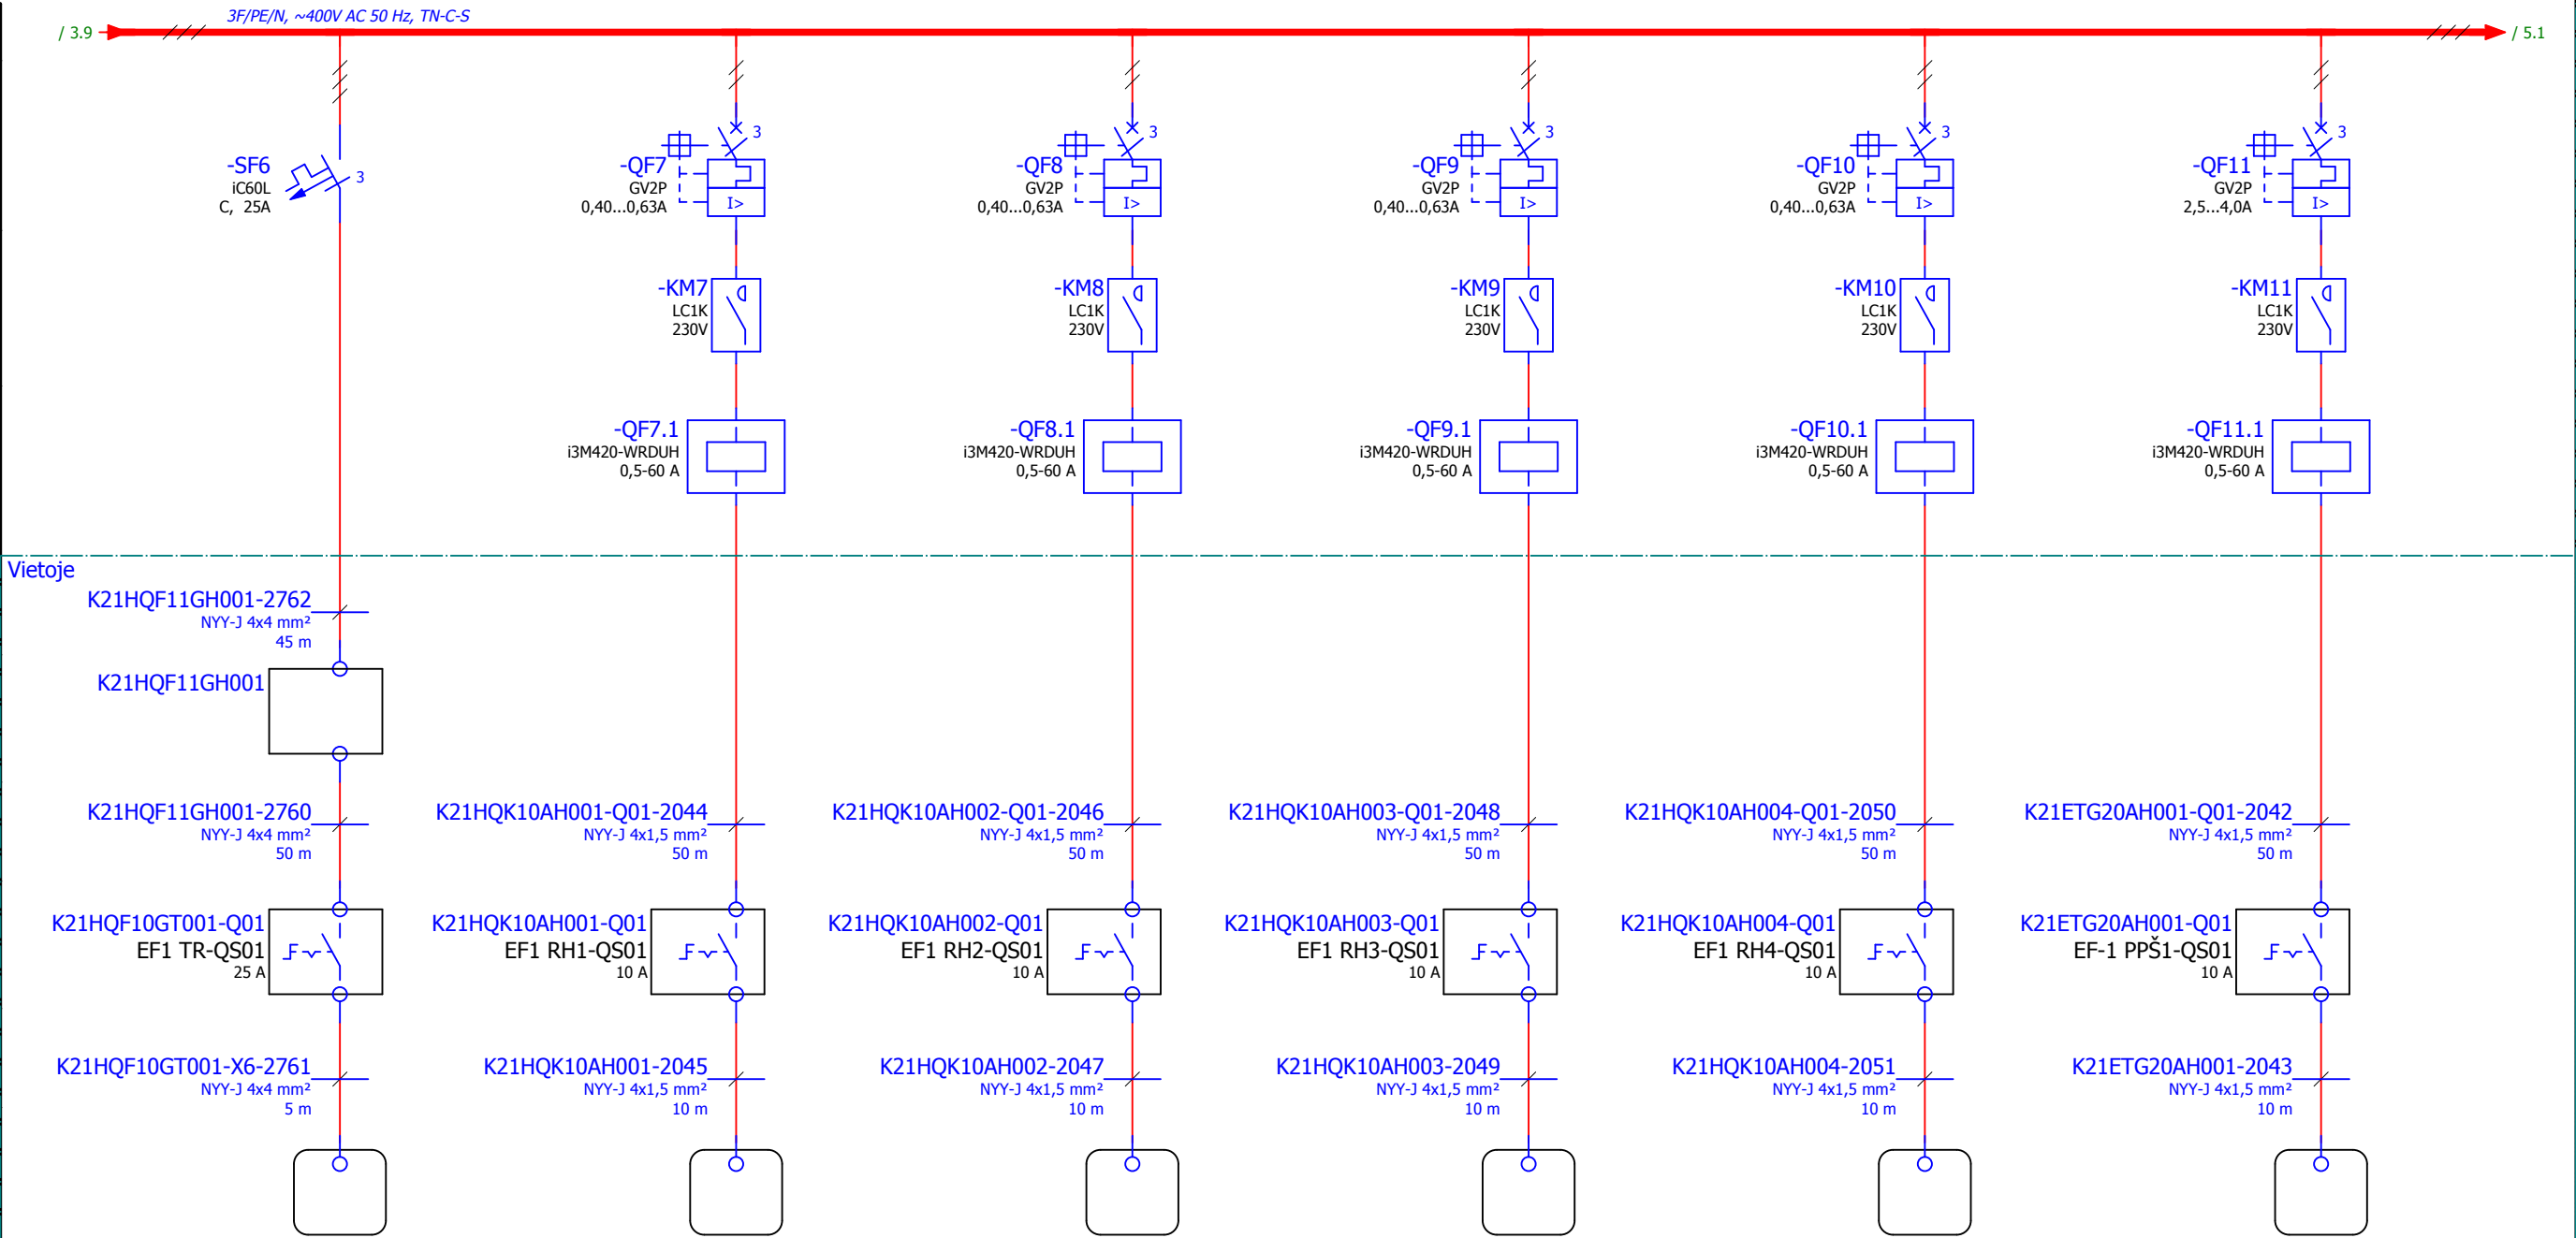 3F/PE/N, ~400V AC 50 Hz, TN-C-S
/ 3.9
/ 5.1
-SF6
iC60L
C, 25A
3
-QF7
GV2P
0,40...0,63A
3
I>
-QF8
GV2P
0,40...0,63A
3
I>
-QF9
GV2P
0,40...0,63A
3
I>
-QF10
GV2P
0,40...0,63A
3
I>
-QF11
GV2P
2,5...4,0A
3
I>
-KM7
LC1K
230V
-KM8
LC1K
230V
-KM9
LC1K
230V
-KM10
LC1K
230V
-KM11
LC1K
230V
-QF7.1
i3M420-WRDUH
0,5-60 A
-QF8.1
i3M420-WRDUH
0,5-60 A
-QF9.1
i3M420-WRDUH
0,5-60 A
-QF10.1
i3M420-WRDUH
0,5-60 A
-QF11.1
i3M420-WRDUH
0,5-60 A
Vietoje
K21HQF11GH001-2762
NYY-J 4x4 mm²
45 m
K21HQF11GH001
K21HQF11GH001-2760
NYY-J 4x4 mm²
50 m
K21HQK10AH001-Q01-2044
NYY-J 4x1,5 mm²
50 m
K21HQK10AH002-Q01-2046
NYY-J 4x1,5 mm²
50 m
K21HQK10AH003-Q01-2048
NYY-J 4x1,5 mm²
50 m
K21HQK10AH004-Q01-2050
NYY-J 4x1,5 mm²
50 m
K21ETG20AH001-Q01-2042
NYY-J 4x1,5 mm²
50 m
K21HQF10GT001-Q01
EF1 TR-QS01
25 A
K21HQK10AH001-Q01
EF1 RH1-QS01
10 A
K21HQK10AH002-Q01
EF1 RH2-QS01
10 A
K21HQK10AH003-Q01
EF1 RH3-QS01
10 A
K21HQK10AH004-Q01
EF1 RH4-QS01
10 A
K21ETG20AH001-Q01
EF-1 PPŠ1-QS01
10 A
K21HQF10GT001-X6-2761
NYY-J 4x4 mm²
5 m
K21HQK10AH001-2045
NYY-J 4x1,5 mm²
10 m
K21HQK10AH002-2047
NYY-J 4x1,5 mm²
10 m
K21HQK10AH003-2049
NYY-J 4x1,5 mm²
10 m
K21HQK10AH004-2051
NYY-J 4x1,5 mm²
10 m
K21ETG20AH001-2043
NYY-J 4x1,5 mm²
10 m